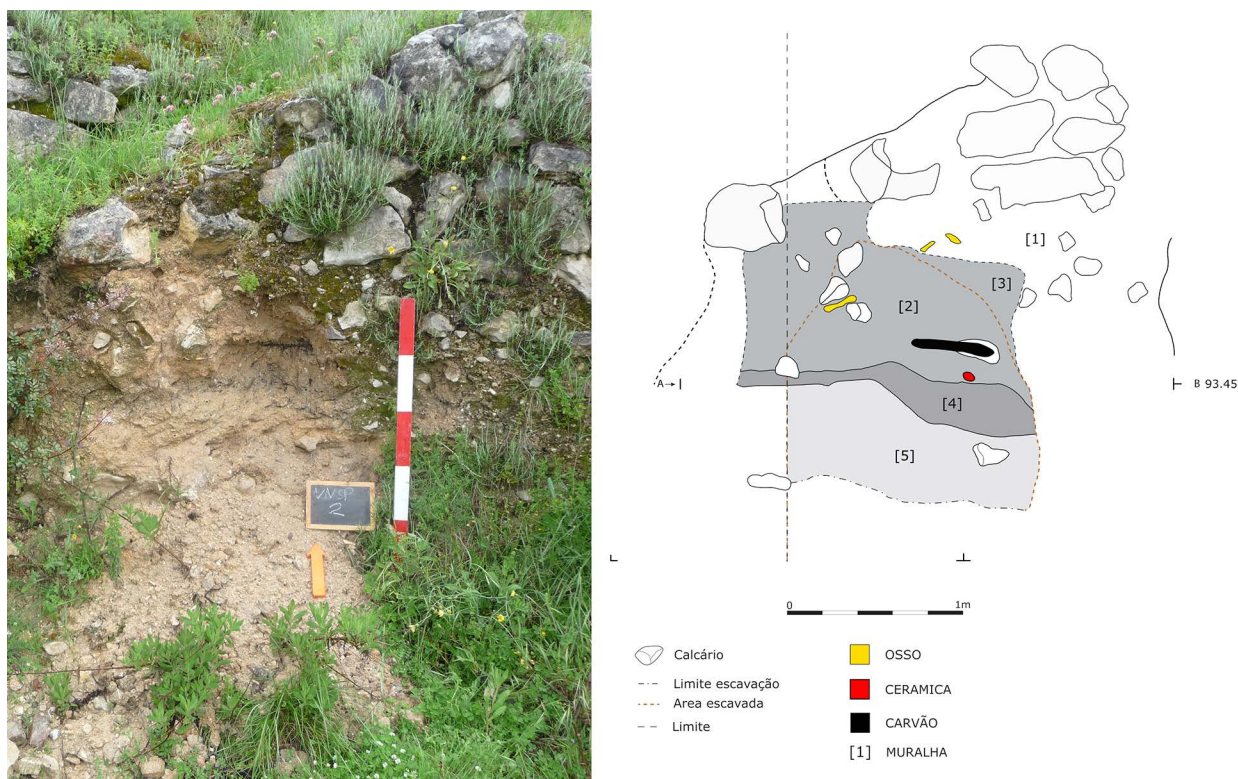 V.N.S.P
2
[1]
[3]
[2]
A→
B 93.45
[4]
[5]
0
1m
Calcário
Limite escavação
Area escavada
Limite
OSSO
CERAMICA
CARVÃO
[1] MURALHA